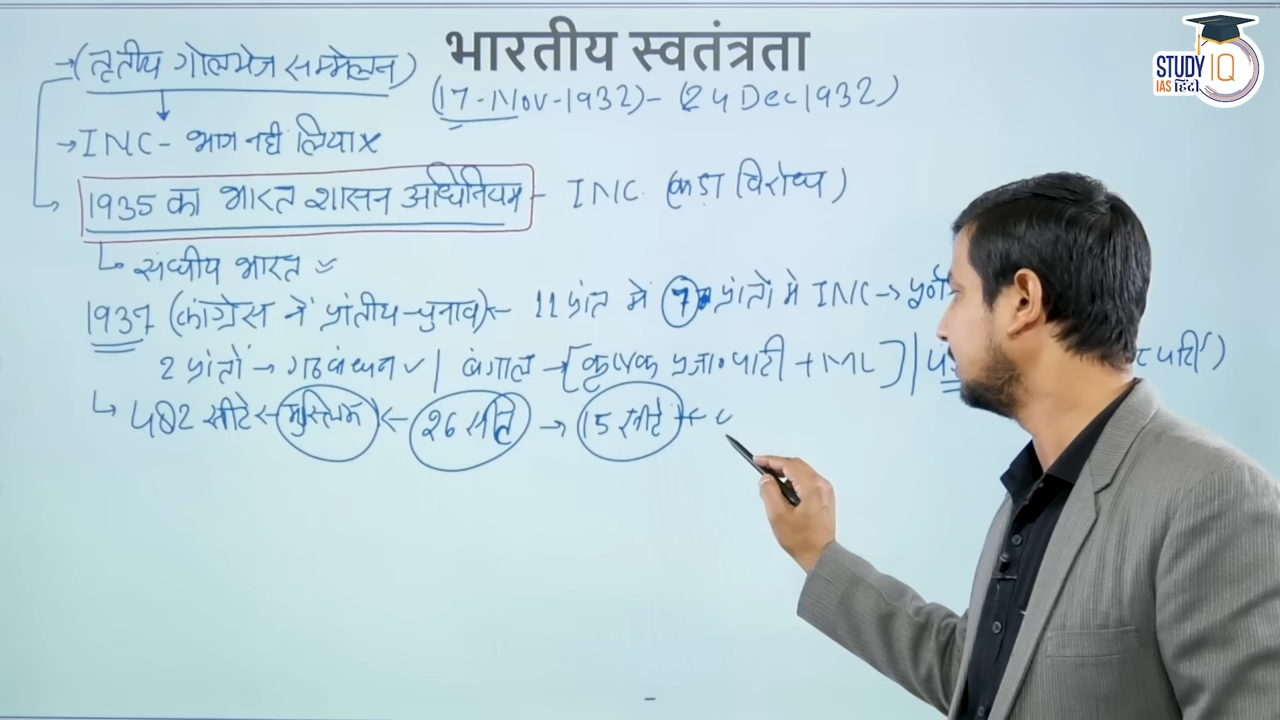 भारतीय स्वतंत्रता
STUDY IQ
IAS हिंदी
→(तृतीय गोलमेज सम्मेलन)
(17-Nov-1932)- (24 Dec 1932)
→INC- भाग नही लिया x
1935 का भारत शासन अधिनियम - INC (कड़ा विरोध)
संघीय भारत
1937 (कांग्रेस ने प्रांतीय-चुनाव) 11 प्रांत मे 7 प्रांतो मे INC→
2 प्रांतों → गठबंधन ✓ | बंगाल →[कृषक प्रजा पार्टी + ML] |
482 सीटें मुस्लिम 26 सीटें → 15 सीटें